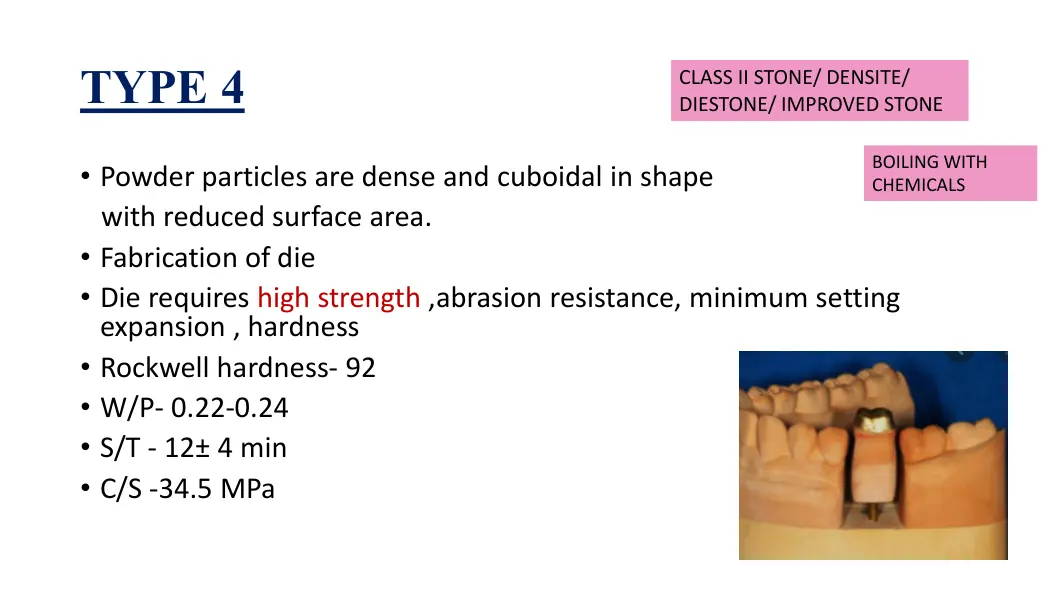 TYPE 4
CLASS II STONE/ DENSITE/
DIESTONE/ IMPROVED STONE
BOILING WITH
CHEMICALS
• Powder particles are dense and cuboidal in shape
with reduced surface area.
• Fabrication of die
• Die requires high strength ,abrasion resistance, minimum setting
expansion , hardness
• Rockwell hardness- 92
• W/P- 0.22-0.24
• S/T - 12± 4 min
• C/S -34.5 MPa